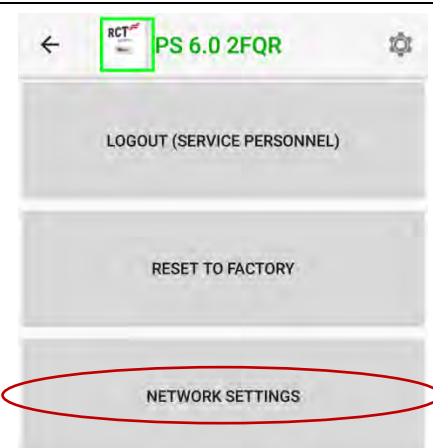 RCT
PS 6.0 2FQR
LOGOUT (SERVICE PERSONNEL)
RESET TO FACTORY
NETWORK SETTINGS